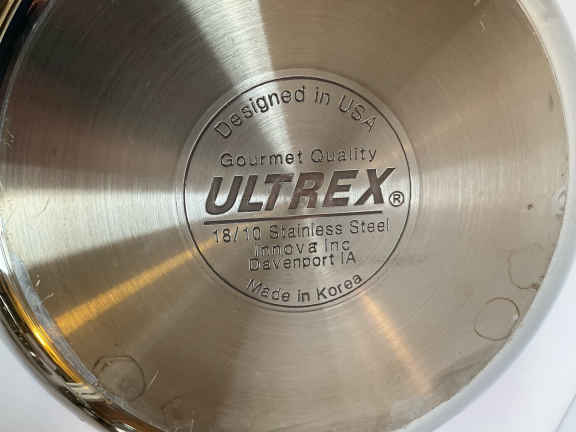 Designed in USA
Gourmet Quality
ULTREX®
18/10 Stainless Steel
Innova Inc
Davenport IA
Made in Korea